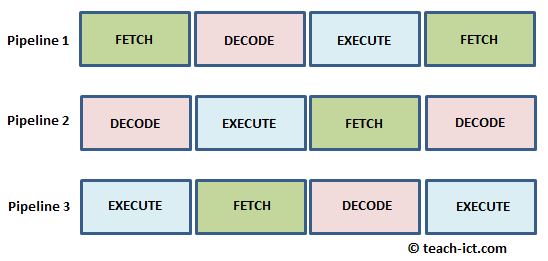 Pipeline 1 FETCH DECODE EXECUTE FETCH
Pipeline 2 DECODE EXECUTE FETCH DECODE
Pipeline 3 EXECUTE FETCH DECODE EXECUTE
© teach-ict.com